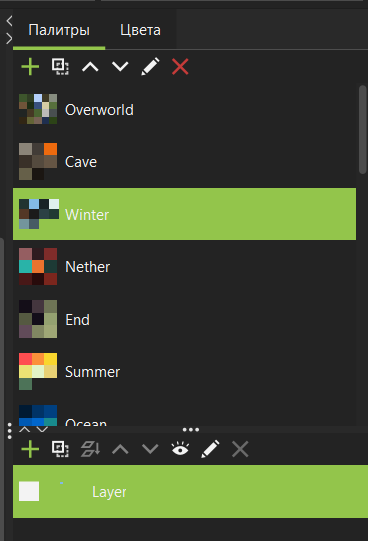 Палитры Цвета
Overworld
Cave
Winter
Nether
End
Summer
Ocean
Layer